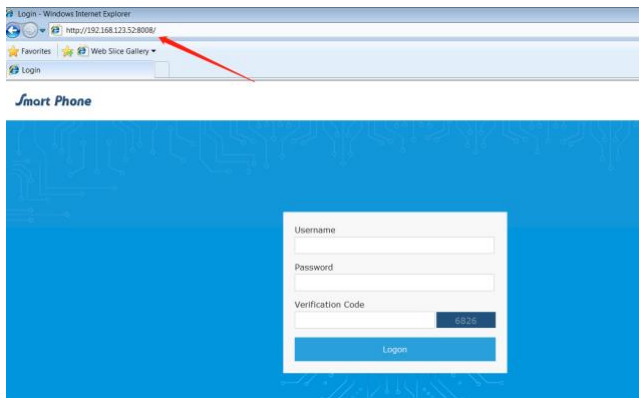 Login - Windows Internet Explorer
http://192.168.123.52:8008/
Favorites Web Slice Gallery
Login
Smart Phone
Username
Password
Verification Code
6826
Logon